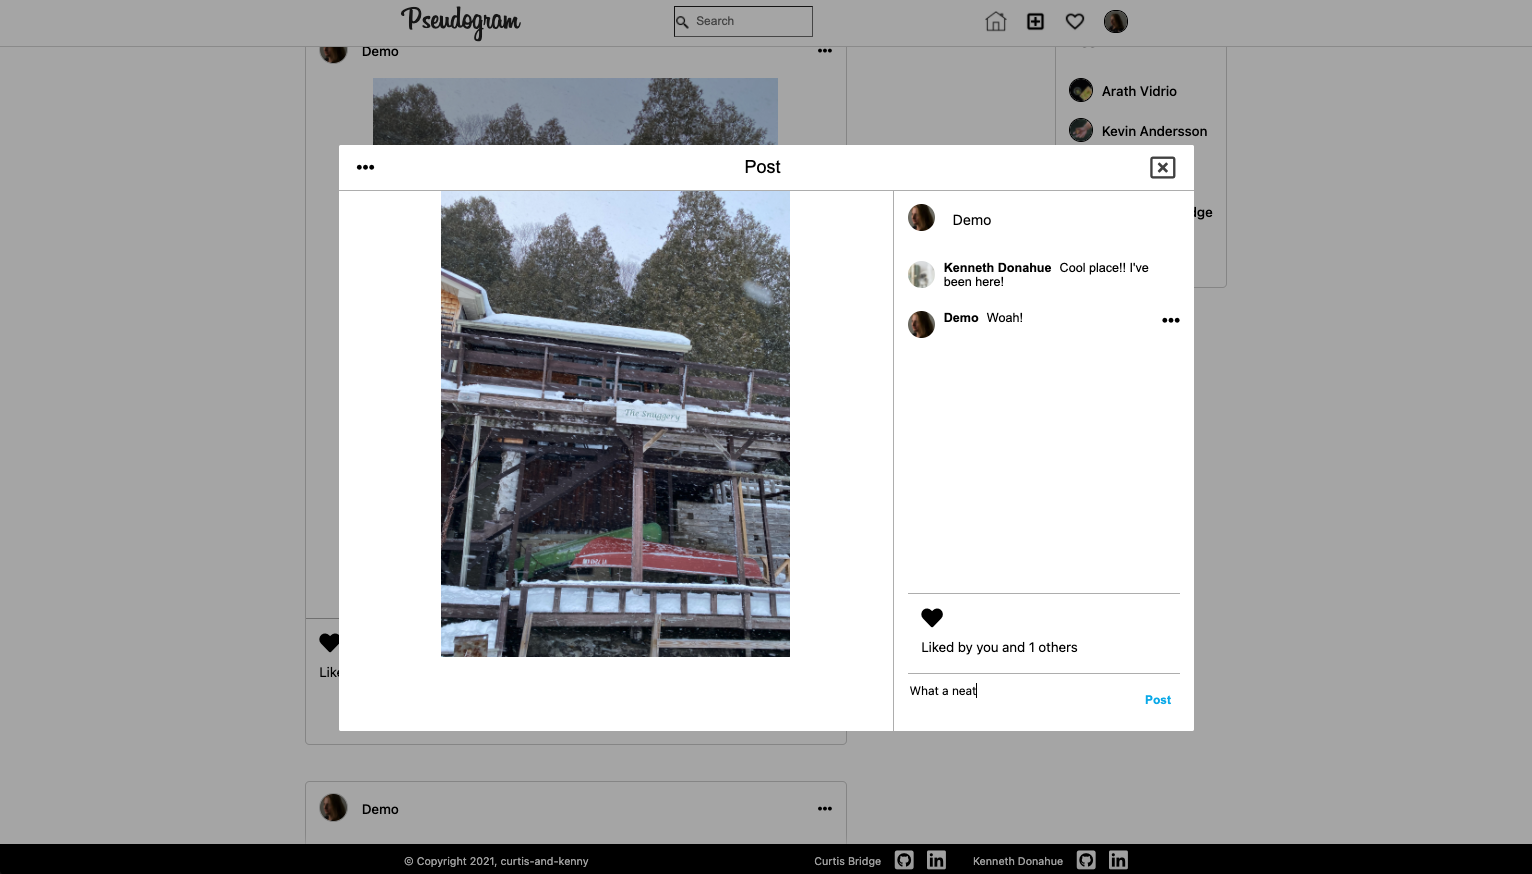 Pseudogram
Search
Demo
Arath Vidrio
Kevin Andersson
dge
Post
Demo
Kenneth Donahue Cool place!! I've
been here!
Demo Woah!
The Snuggery
Liked by you and 1 others
Like
What a neat
Post
Demo
© Copyright 2021, curtis-and-kenny
Curtis Bridge
in
Kenneth Donahue
in